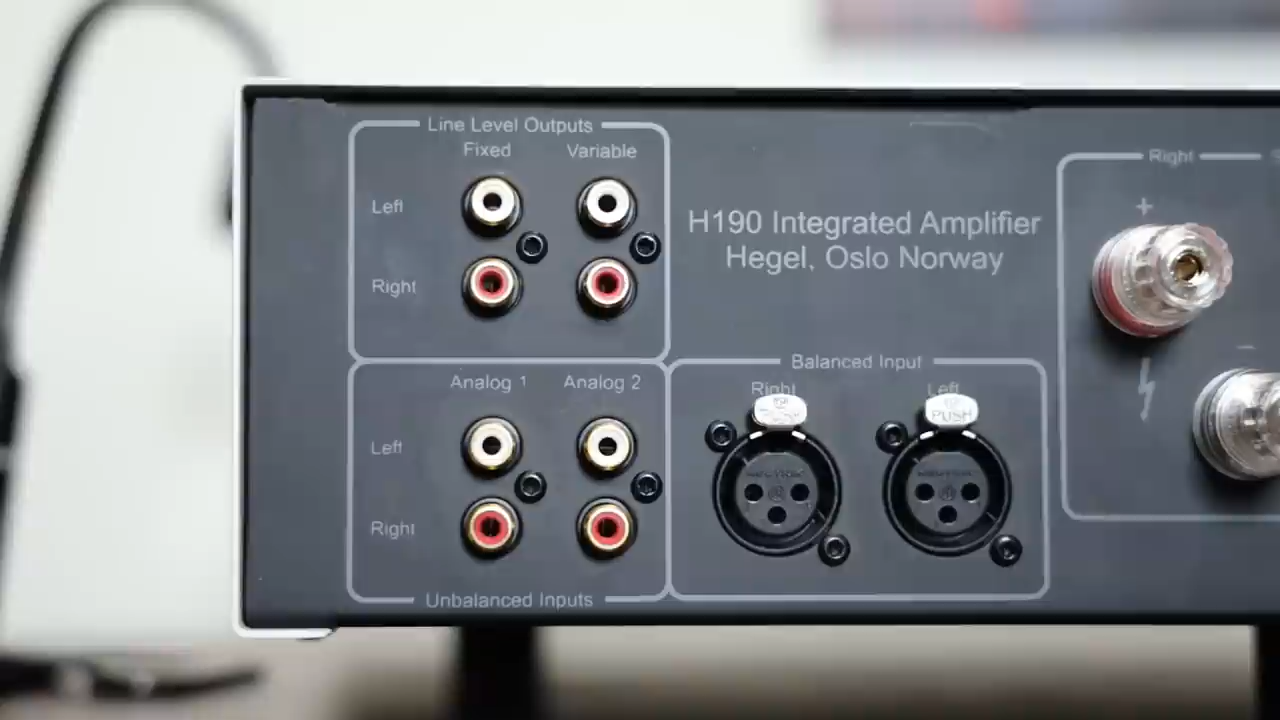 Line Level Outputs
Fixed Variable
Left
Right
H190 Integrated Amplifier
Hegel, Oslo Norway
Right
+
Analog 1 Analog 2
Left
Right
Unbalanced Inputs
Balanced Input
Right Left
PUSH